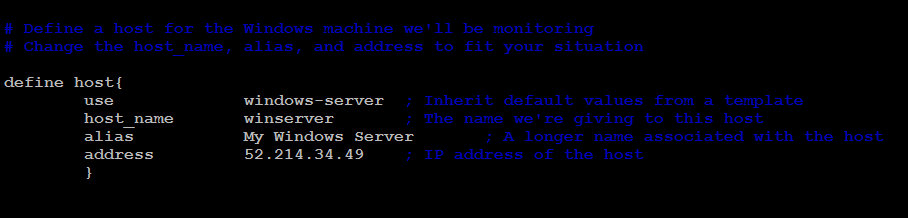 # Define a host for the Windows machine we'll be monitoring
# Change the host_name, alias, and address to fit your situation
define host{
use windows-server ; Inherit default values from a template
host_name winserver ; The name we're giving to this host
alias My Windows Server ; A longer name associated with the host
address 52.214.34.49 ; IP address of the host
}